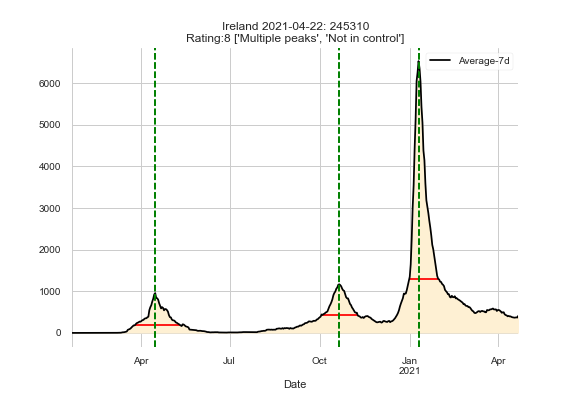 Ireland 2021-04-22: 245310
Rating:8 ['Multiple peaks', 'Not in control']
Average-7d
6000
5000
4000
3000
2000
1000
0
Apr Jul Oct Jan Apr
2021
Date